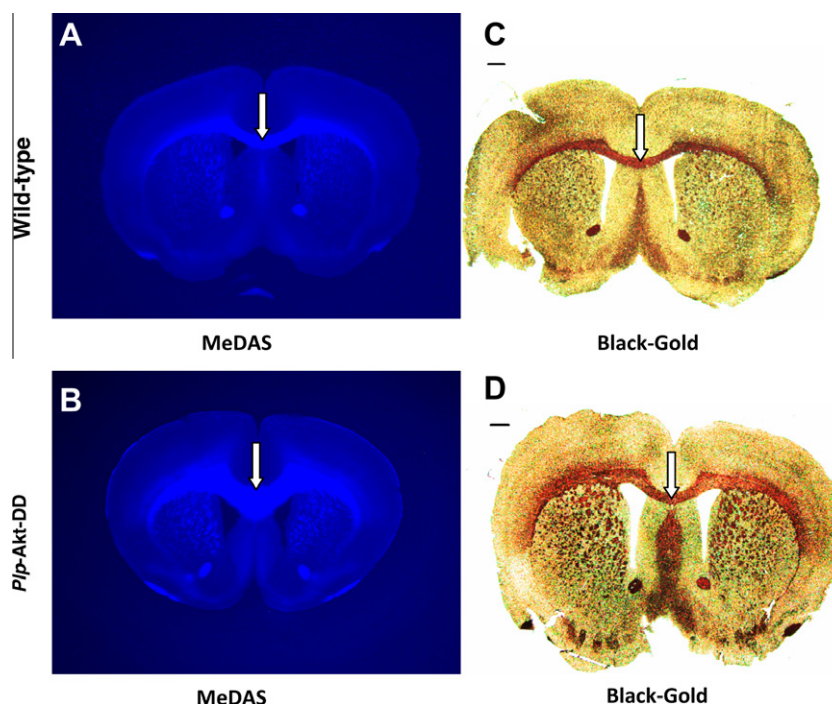 A
C
Wild-type
MeDAS
Black-Gold
B
D
Plp-Akt-DD
MeDAS
Black-Gold